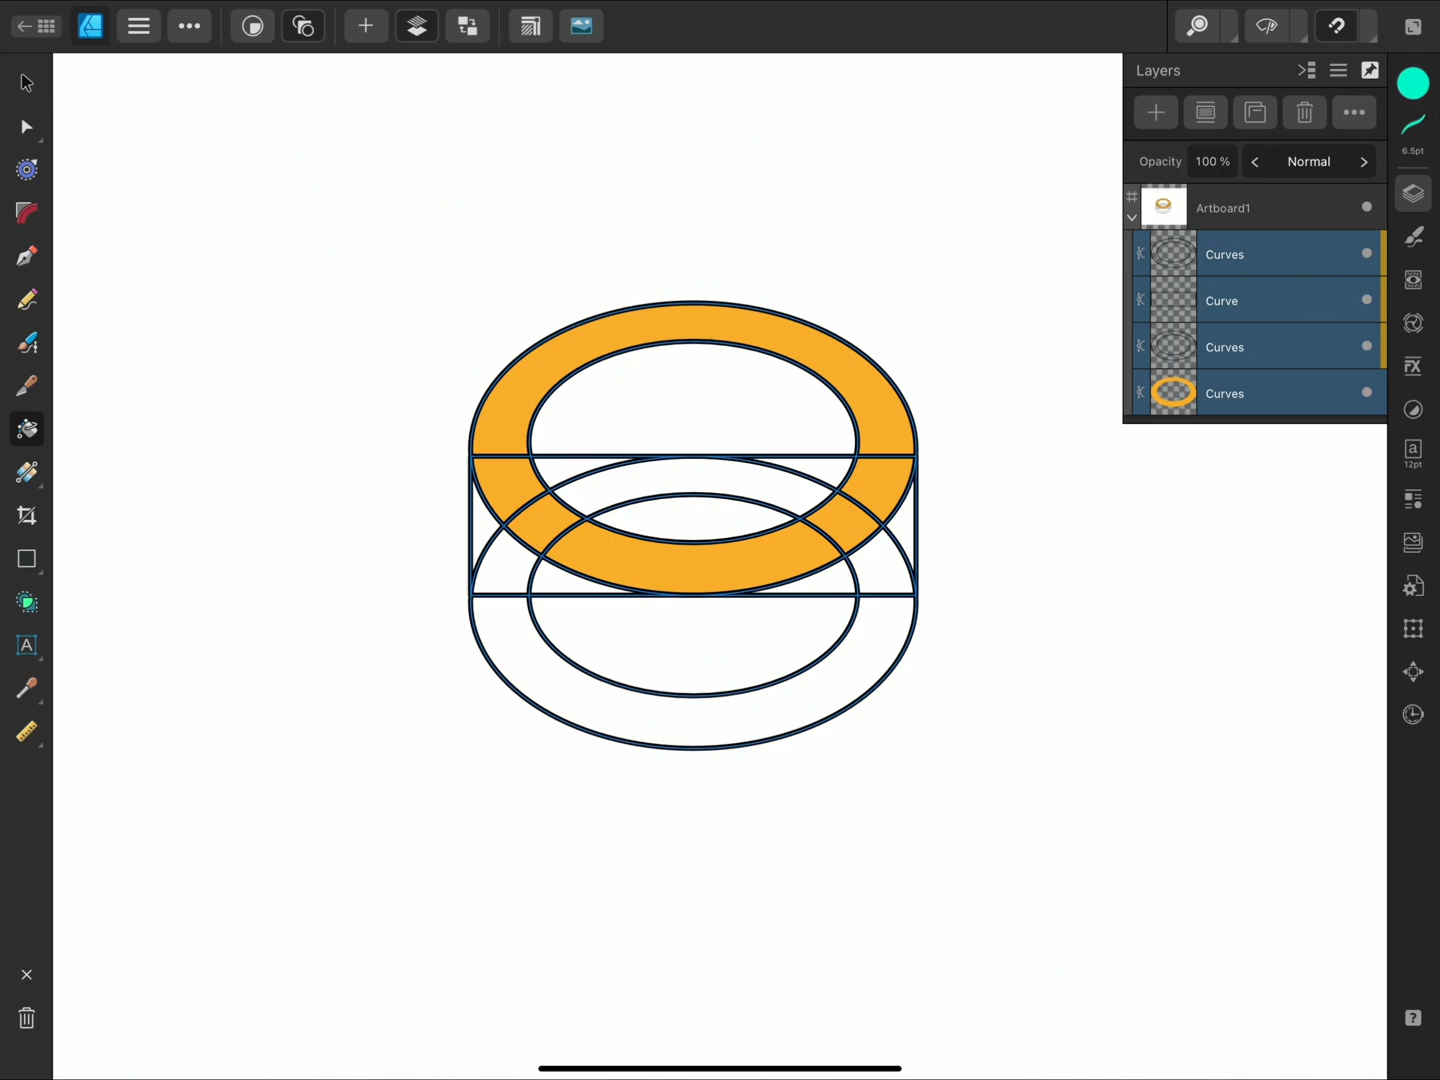 Layers
6.5pt
Opacity 100 % < Normal >
Artboard1
Curves
Curve
Curves
Curves
A
12pt
A
?